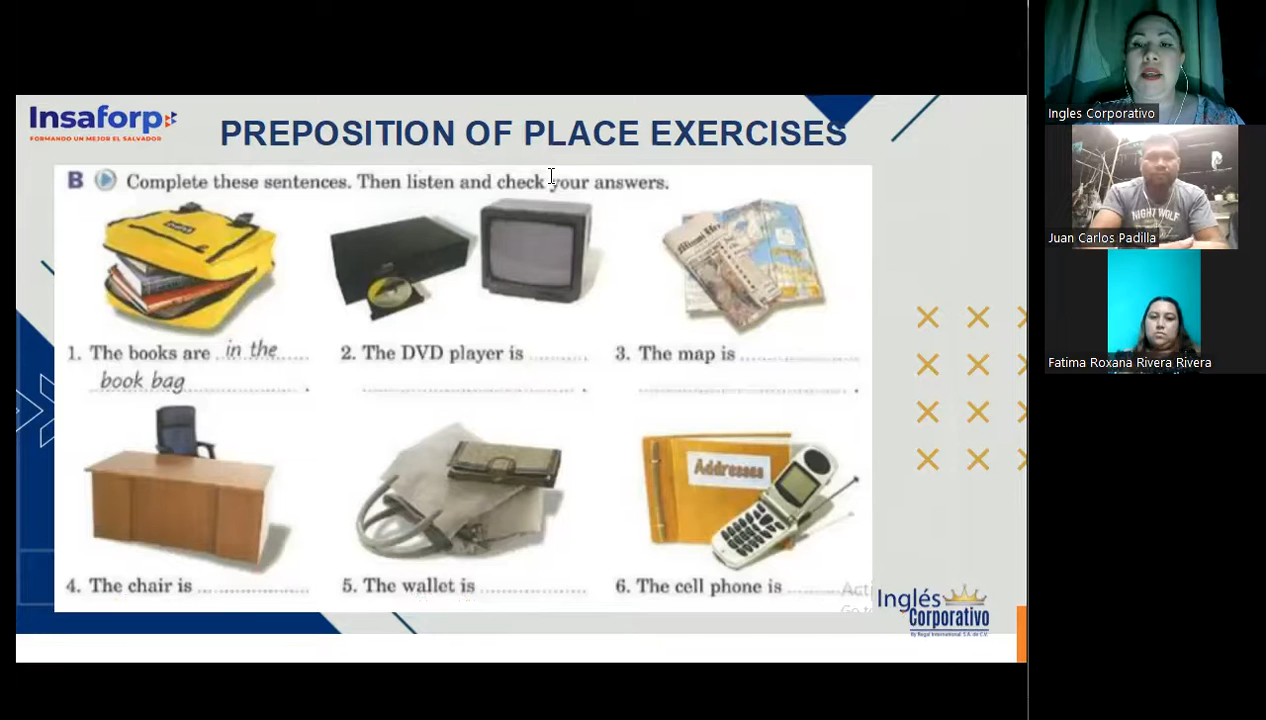 Insaforp
FORMANDO UN MEJOR EL SALVADOR
PREPOSITION OF PLACE EXERCISES
B Complete these sentences. Then listen and check your answers.
1. The books are in the
book bag.
2. The DVD player is ............
.
3. The map is ............
.
Addresses
4. The chair is ............
5. The wallet is ............
6. The cell phone is ............
Inglés
Corporativo
Ingles Corporativo
NIGHT WOLF
Juan Carlos Padilla
Fatima Roxana Rivera Rivera